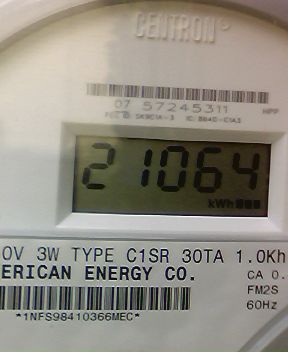 CENTRON®
07 57245311 HPP
21064
kWh
0V 3W TYPE C1SR 30TA 1.0Kh
ERICAN ENERGY CO. CA 0.
FM2S
60Hz
*1NFS98410366MEC*